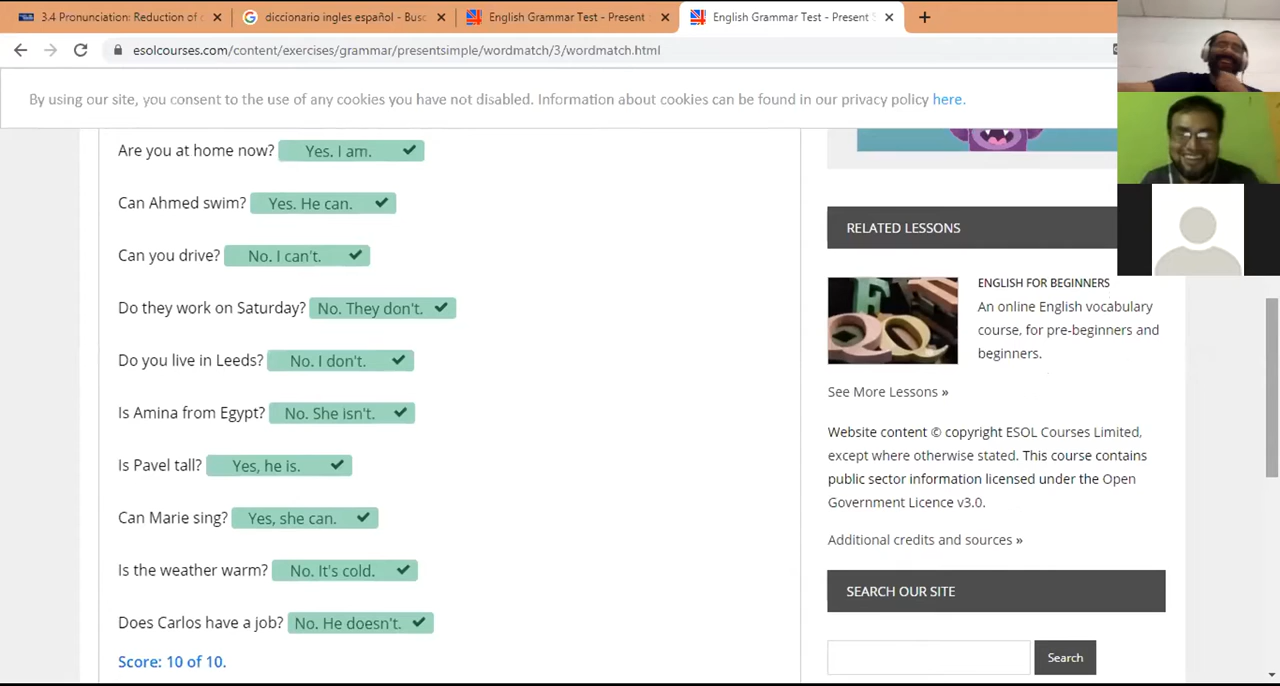 3.4 Pronunciation: Reduction of
diccionario ingles español - Busc
English Grammar Test - Present
English Grammar Test - Present S
esolcourses.com/content/exercises/grammar/presentsimple/wordmatch/3/wordmatch.html
By using our site, you consent to the use of any cookies you have not disabled. Information about cookies can be found in our privacy policy here.
Are you at home now? Yes. I am.
Can Ahmed swim? Yes. He can.
Can you drive? No. I can't.
Do they work on Saturday? No. They don't.
Do you live in Leeds? No. I don't.
Is Amina from Egypt? No. She isn't.
Is Pavel tall? Yes, he is.
Can Marie sing? Yes, she can.
Is the weather warm? No. It's cold.
Does Carlos have a job? No. He doesn't.
Score: 10 of 10.
RELATED LESSONS
ENGLISH FOR BEGINNERS
An online English vocabulary
course, for pre-beginners and
beginners.
See More Lessons »
Website content © copyright ESOL Courses Limited,
except where otherwise stated. This course contains
public sector information licensed under the Open
Government Licence v3.0.
Additional credits and sources »
SEARCH OUR SITE
Search